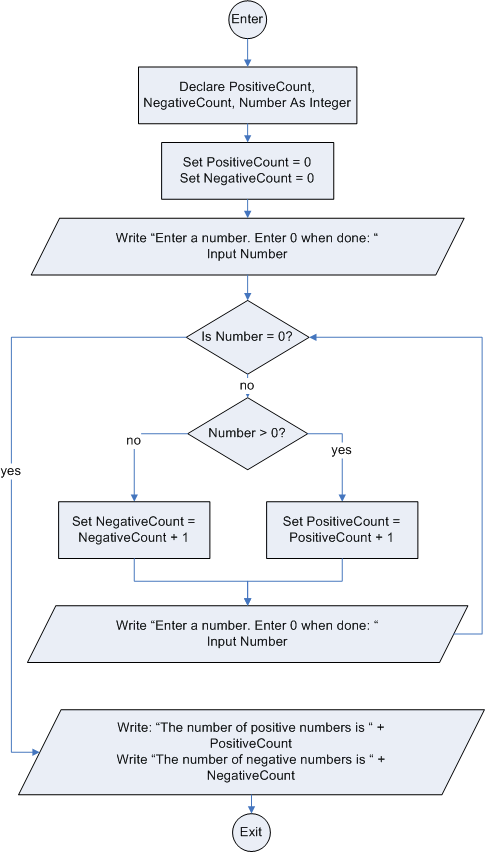 Enter
Declare PositiveCount,
NegativeCount, Number As Integer
Set PositiveCount = 0
Set NegativeCount = 0
Write “Enter a number. Enter 0 when done: “
Input Number
Is Number = 0?
no
Number > 0?
no
yes
yes
Set NegativeCount =
NegativeCount + 1
Set PositiveCount =
PositiveCount + 1
Write “Enter a number. Enter 0 when done: “
Input Number
Write: “The number of positive numbers is “ +
PositiveCount
Write “The number of negative numbers is “ +
NegativeCount
Exit